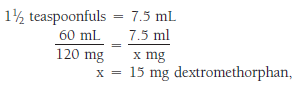 1½ teaspoonfuls = 7.5 mL
60 mL / 120 mg = 7.5 ml / x mg
x = 15 mg dextromethorphan,